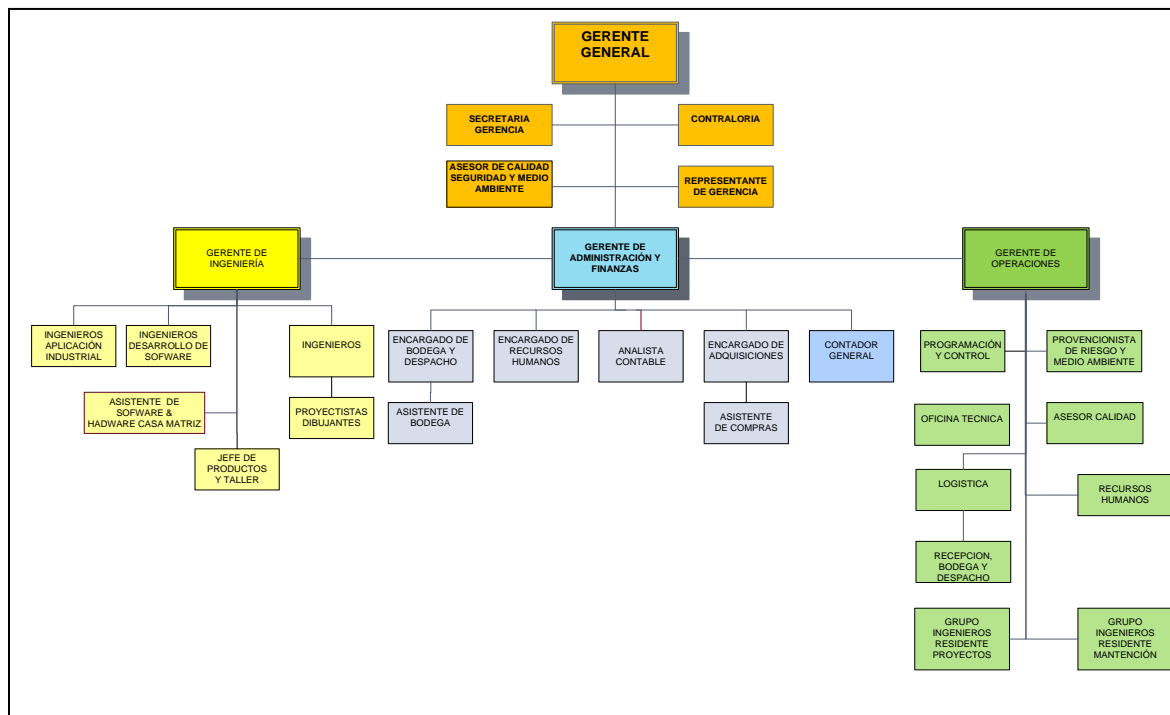 GERENTE
GENERAL
SECRETARIA
GERENCIA
CONTRALORIA
ASESOR DE CALIDAD
SEGURIDAD Y MEDIO
AMBIENTE
REPRESENTANTE
DE GERENCIA
GERENTE DE
INGENIERÍA
GERENTE DE
ADMINISTRACIÓN Y
FINANZAS
GERENTE DE
OPERACIONES
INGENIEROS
APLICACIÓN
INDUSTRIAL
INGENIEROS
DESARROLLO DE
SOFWARE
INGENIEROS
ASISTENTE DE
SOFWARE &
HADWARE CASA MATRIZ
PROYECTISTAS
DIBUJANTES
JEFE DE
PRODUCTOS
Y TALLER
ENCARGADO DE
BODEGA Y
DESPACHO
ENCARGADO DE
RECURSOS
HUMANOS
ANALISTA
CONTABLE
ENCARGADO DE
ADQUISICIONES
CONTADOR
GENERAL
ASISTENTE DE
BODEGA
ASISTENTE
DE COMPRAS
PROGRAMACIÓN
Y CONTROL
PROVENCIONISTA
DE RIESGO Y
MEDIO AMBIENTE
OFICINA TECNICA
ASESOR CALIDAD
LOGISTICA
RECURSOS
HUMANOS
RECEPCION,
BODEGA Y
DESPACHO
GRUPO
INGENIEROS
RESIDENTE
PROYECTOS
GRUPO
INGENIEROS
RESIDENTE
MANTENCIÓN